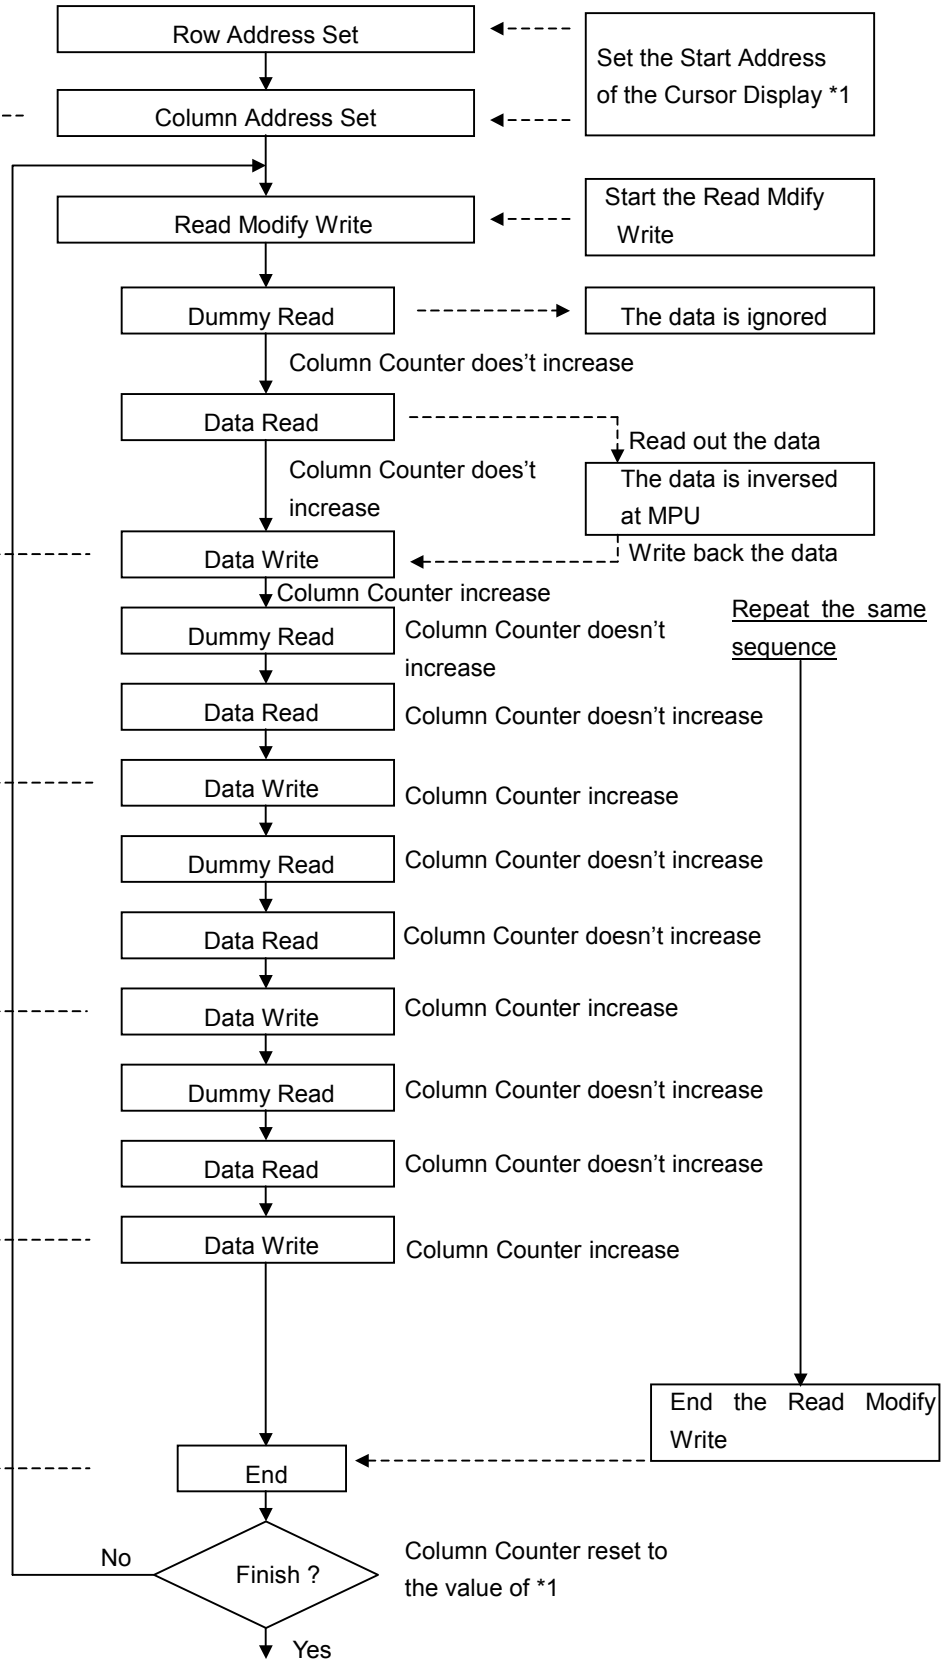 Row Address Set
Set the Start Address
of the Cursor Display *1
Column Address Set
Start the Read Mdify
Write
Read Modify Write
Dummy Read
The data is ignored
Column Counter does't increase
Data Read
Read out the data
Column Counter does't
increase
The data is inversed
at MPU
Data Write
Write back the data
Column Counter increase
Repeat the same
sequence
Dummy Read
Column Counter doesn't
increase
Data Read
Column Counter doesn't increase
Data Write
Column Counter increase
Dummy Read
Column Counter doesn't increase
Data Read
Column Counter doesn't increase
Data Write
Column Counter increase
Dummy Read
Column Counter doesn't increase
Data Read
Column Counter doesn't increase
Data Write
Column Counter increase
End the Read Modify
Write
End
No
Finish ?
Column Counter reset to
the value of *1
Yes